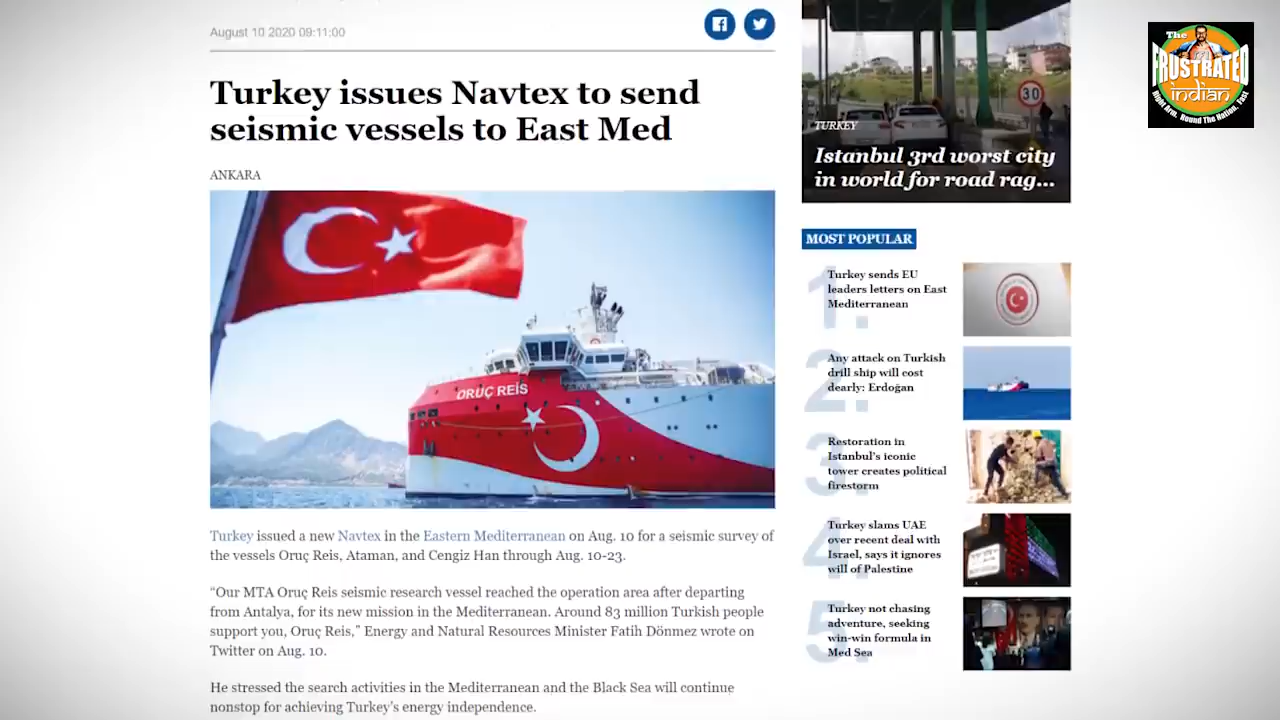 August 10 2020 09:11:00
Turkey issues Navtex to send
seismic vessels to East Med
ANKARA
ORUÇ REİS
Turkey issued a new Navtex in the Eastern Mediterranean on Aug. 10 for a seismic survey of
the vessels Oruç Reis, Ataman, and Cengiz Han through Aug. 10-23.
“Our MTA Oruç Reis seismic research vessel reached the operation area after departing
from Antalya, for its new mission in the Mediterranean. Around 83 million Turkish people
support you, Oruç Reis,” Energy and Natural Resources Minister Fatih Dönmez wrote on
Twitter on Aug. 10.
He stressed the search activities in the Mediterranean and the Black Sea will continue
nonstop for achieving Turkey’s energy independence.
30
TURKEY
Istanbul 3rd worst city
in world for road rag...
MOST POPULAR
1.
Turkey sends EU
leaders letters on East
Mediterranean
2.
Any attack on Turkish
drill ship will cost
dearly: Erdoğan
3.
Restoration in
Istanbul’s iconic
tower creates political
firestorm
4.
Turkey slams UAE
over recent deal with
Israel, says it ignores
will of Palestine
5.
Turkey not chasing
adventure, seeking
win-win formula in
Med Sea
The
FRUSTRATED
indian
Right Arm, Round The Nation, Fast